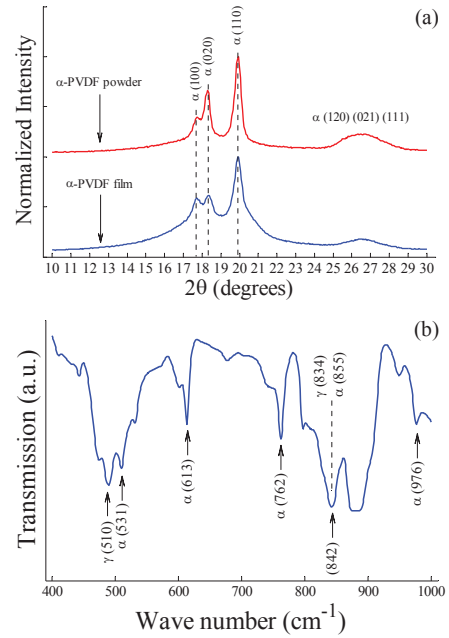 (a)
Normalized Intensity
α (100)
α (020)
α (110)
α-PVDF powder
α (120) (021) (111)
α-PVDF film
10 11 12 13 14 15 16 17 18 19 20 21 22 23 24 25 26 27 28 29 30
2θ (degrees)
(b)
Transmission (a.u.)
γ (510)
α (531)
α (613)
α (762)
γ (834)
α (855)
(842)
α (976)
400 500 600 700 800 900 1000
Wave number (cm⁻¹)